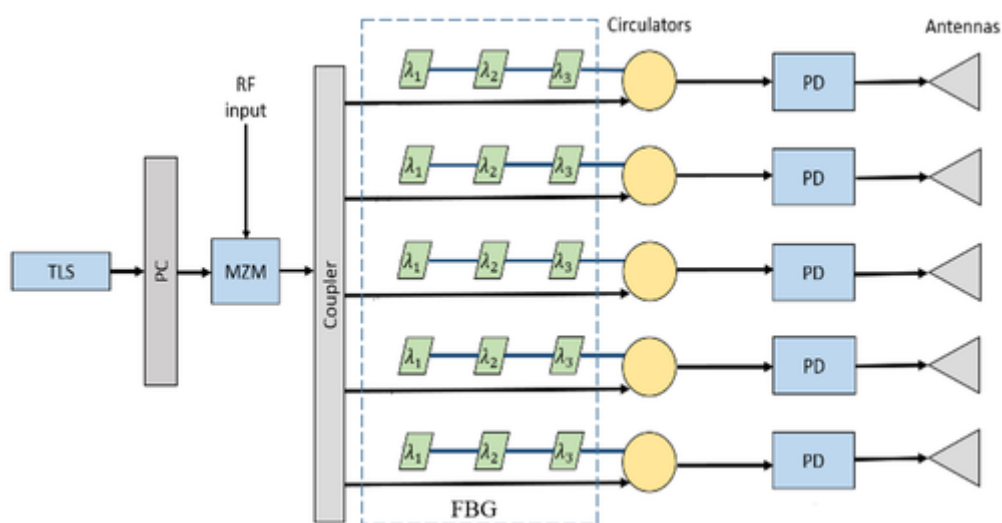 Circulators
Antennas
RF
input
λ1 λ2 λ3
PD
λ1 λ2 λ3
PD
TLS
PC
MZM
Coupler
λ1 λ2 λ3
PD
λ1 λ2 λ3
PD
λ1 λ2 λ3
PD
FBG